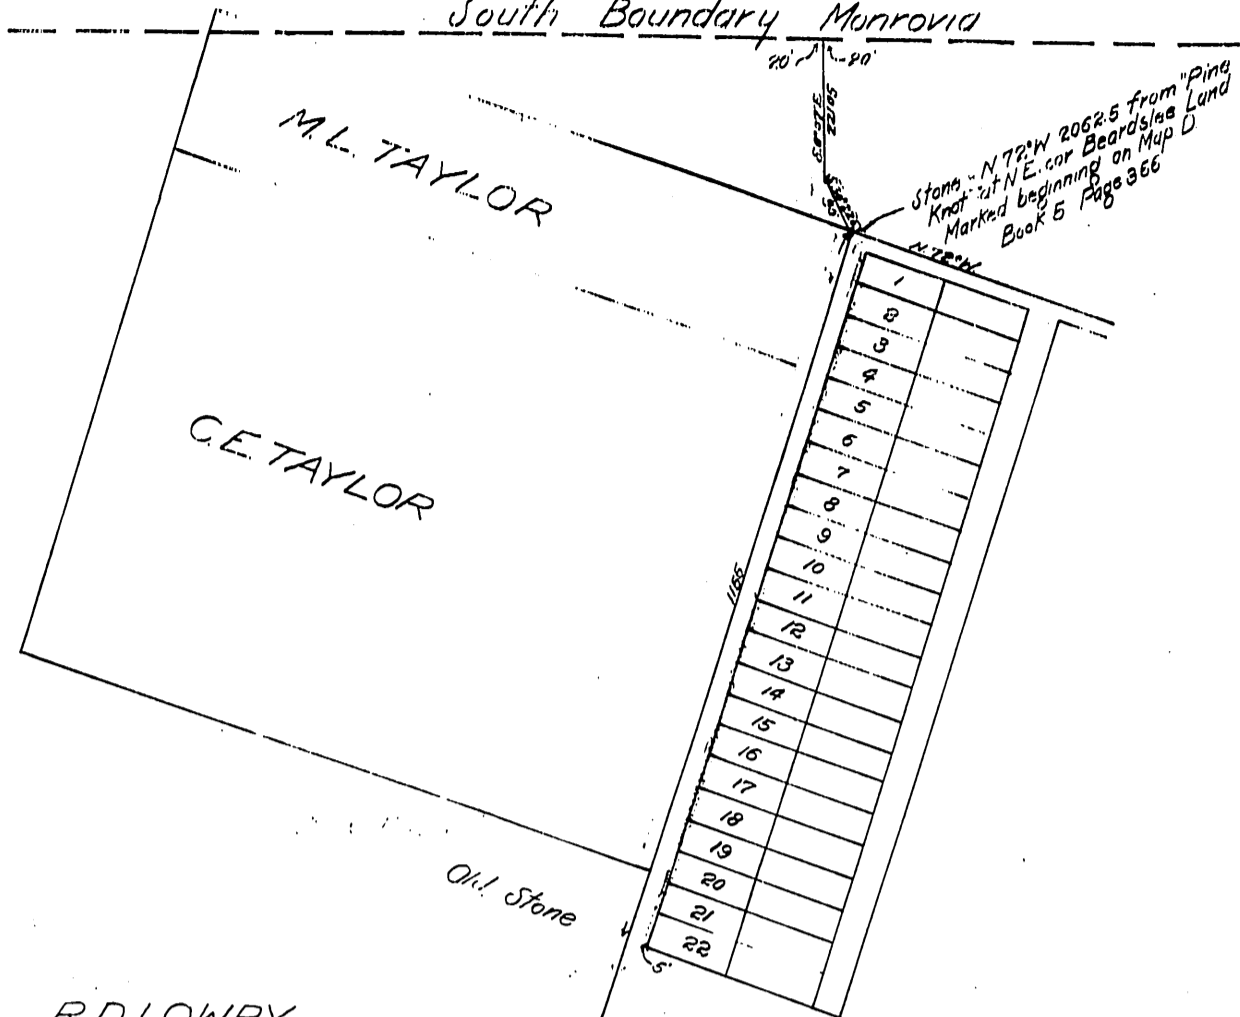 South Boundary Monrovia
20' 20'
M.L. TAYLOR
Stone - N 72° W 2062.5 from "Pine
Knot" at N.E. cor Beardslee Land
Marked beginning on Map D.
Book 5 Page 366
N. 72° W.
C.E. TAYLOR
1
2
3
4
5
6
7
8
9
10
11
12
13
14
15
16
17
18
19
20
21
22
1155
Old Stone
5'
R.D. LOWRY